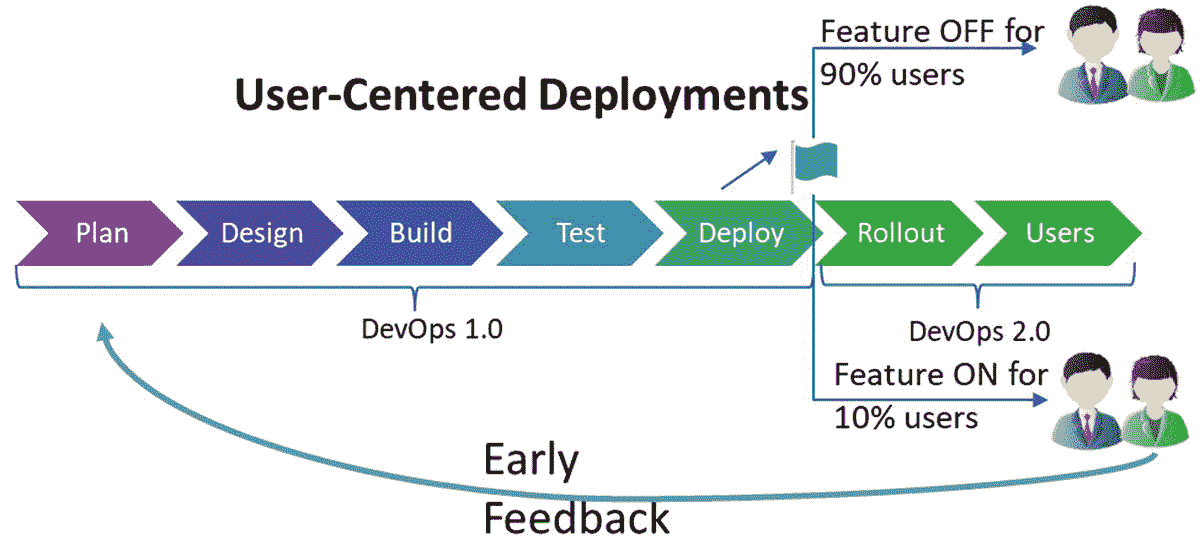 Feature OFF for
90% users
User-Centered Deployments
Plan
Design
Build
Test
Deploy
Rollout
Users
DevOps 1.0
DevOps 2.0
Feature ON for
10% users
Early
Feedback